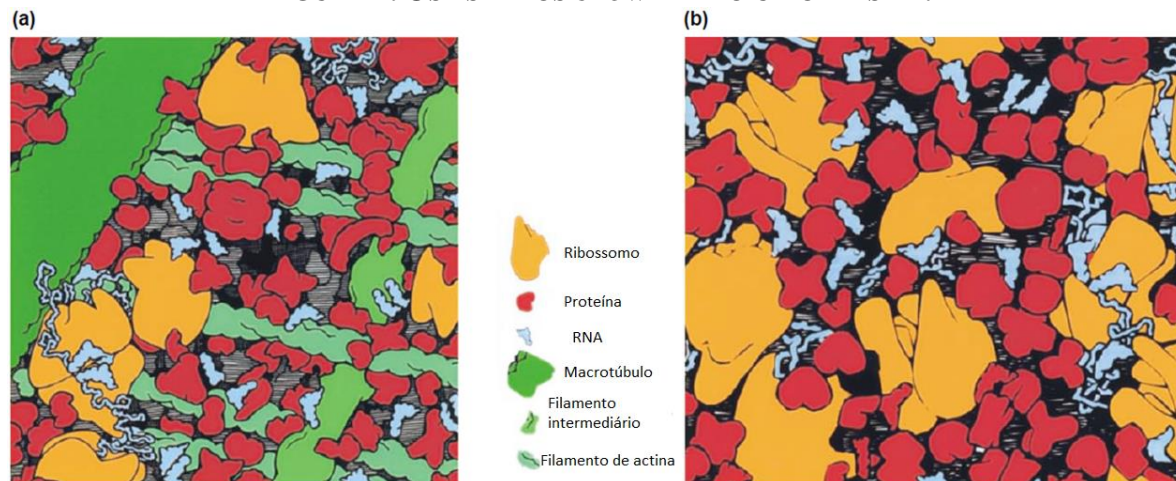 (a)
(b)
Ribossomo
Proteína
RNA
Macrotúbulo
Filamento
intermediário
Filamento de actina